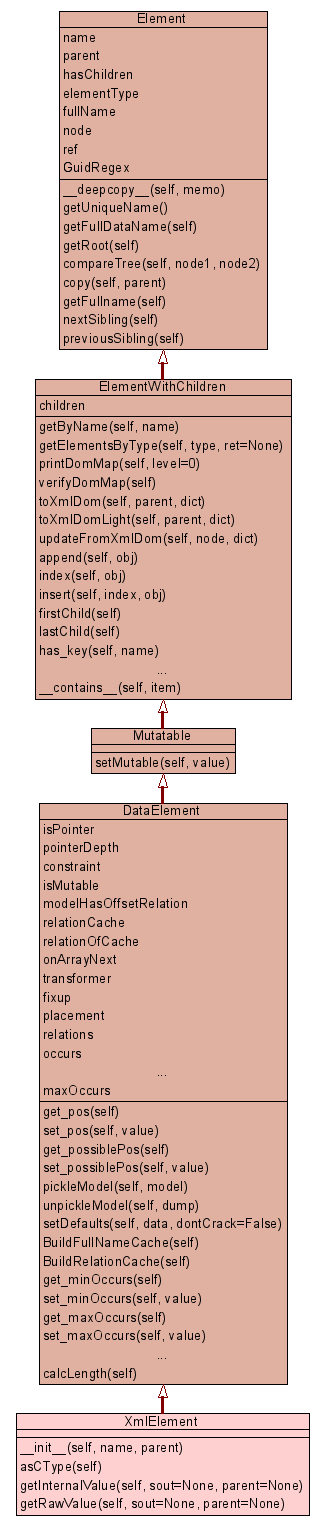 Element
name
parent
hasChildren
elementType
fullName
node
ref
GuidRegex
__deepcopy__(self, memo)
getUniqueName()
getFullDataName(self)
getRoot(self)
compareTree(self, node1, node2)
copy(self, parent)
getFullname(self)
nextSibling(self)
previousSibling(self)
ElementWithChildren
children
getByName(self, name)
getElementsByType(self, type, ret=None)
printDomMap(self, level=0)
verifyDomMap(self)
toXmlDom(self, parent, dict)
toXmlDomLight(self, parent, dict)
updateFromXmlDom(self, node, dict)
append(self, obj)
index(self, obj)
insert(self, index, obj)
firstChild(self)
lastChild(self)
has_key(self, name)
...
__contains__(self, item)
Mutatable
setMutable(self, value)
DataElement
isPointer
pointerDepth
constraint
isMutable
modelHasOffsetRelation
relationCache
relationOfCache
onArrayNext
transformer
fixup
placement
relations
occurs
...
maxOccurs
get_pos(self)
set_pos(self, value)
get_possiblePos(self)
set_possiblePos(self, value)
pickleModel(self, model)
unpickleModel(self, dump)
setDefaults(self, data, dontCrack=False)
BuildFullNameCache(self)
BuildRelationCache(self)
get_minOccurs(self)
set_minOccurs(self, value)
get_maxOccurs(self)
set_maxOccurs(self, value)
...
calcLength(self)
XmlElement
__init__(self, name, parent)
asCType(self)
getInternalValue(self, sout=None, parent=None)
getRawValue(self, sout=None, parent=None)